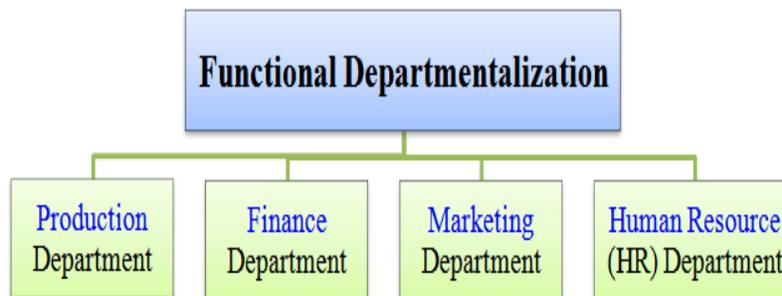 Functional Departmentalization
Production
Department
Finance
Department
Marketing
Department
Human Resource
(HR) Department